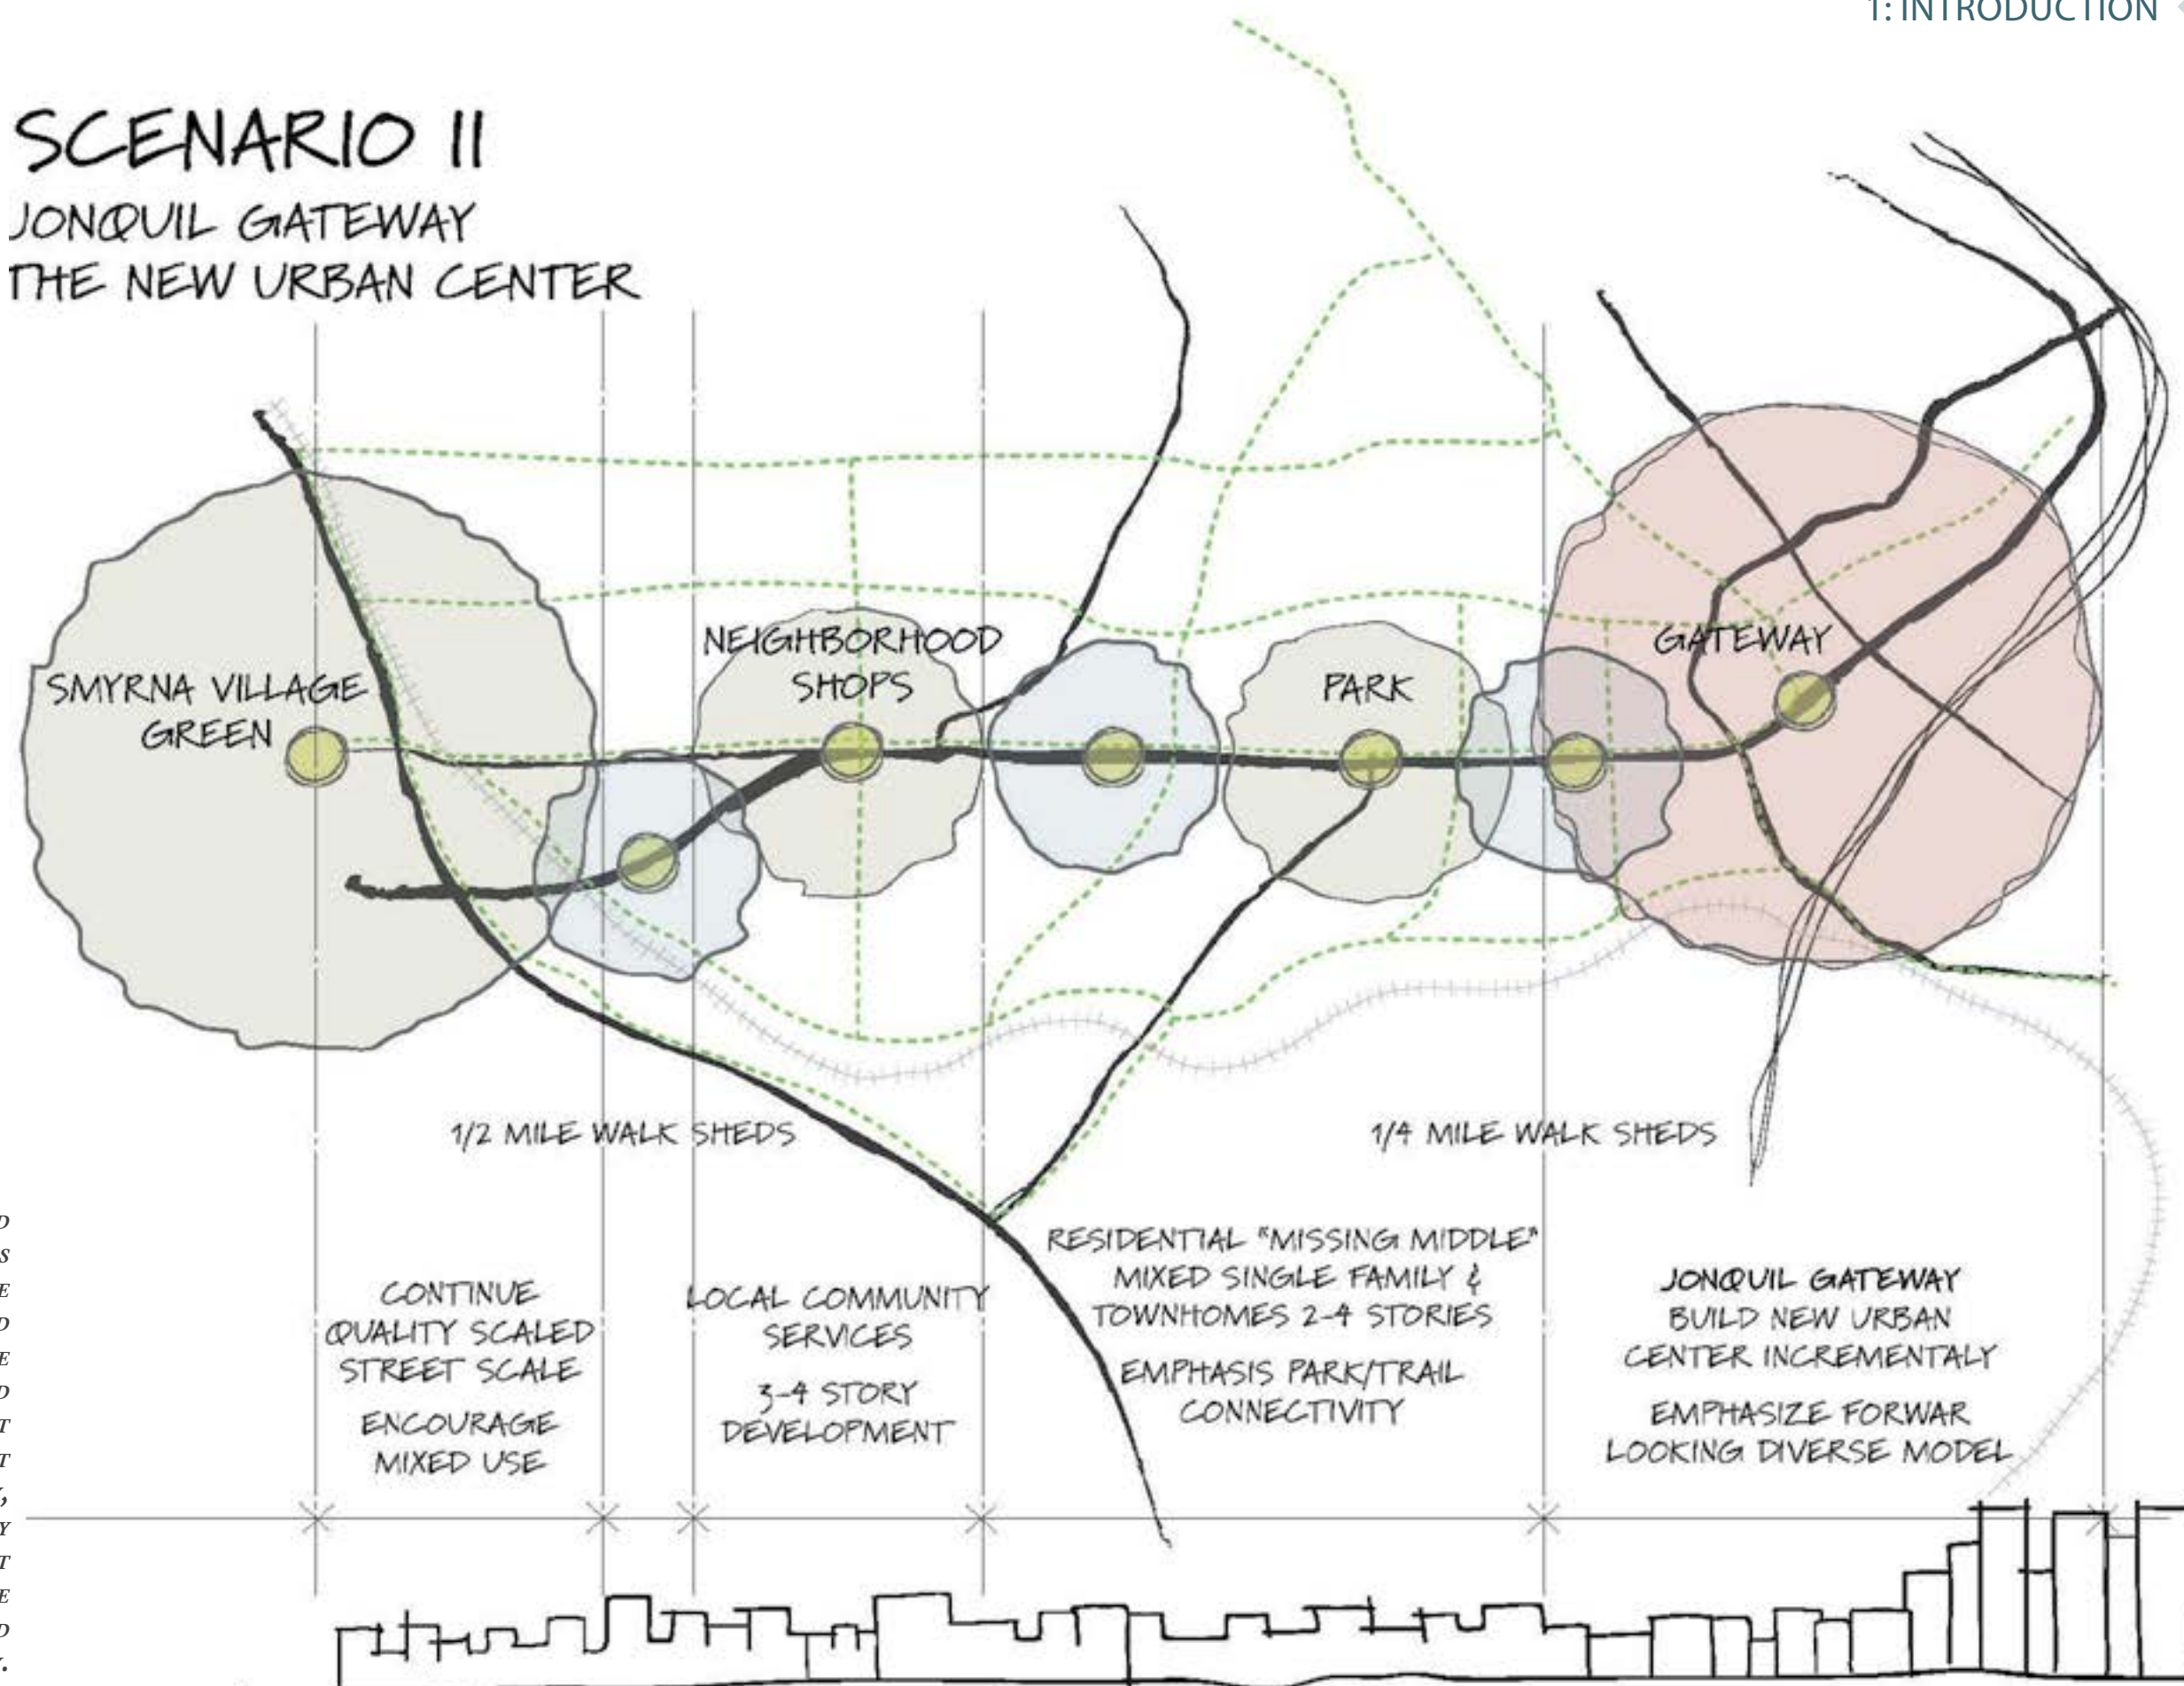 1: INTRODUCTION
SCENARIO II
JONQUIL GATEWAY
THE NEW URBAN CENTER
NEIGHBORHOOD
SHOPS
GATEWAY
SMYRNA VILLAGE
GREEN
PARK
1/2 MILE WALK SHEDS
1/4 MILE WALK SHEDS
CONTINUE
QUALITY SCALED
STREET SCALE
ENCOURAGE
MIXED USE
LOCAL COMMUNITY
SERVICES
3-4 STORY
DEVELOPMENT
RESIDENTIAL "MISSING MIDDLE"
MIXED SINGLE FAMILY &
TOWNHOMES 2-4 STORIES
EMPHASIS PARK/TRAIL
CONNECTIVITY
JONQUIL GATEWAY
BUILD NEW URBAN
CENTER INCREMENTALY
EMPHASIZE FORWAR
LOOKING DIVERSE MODEL